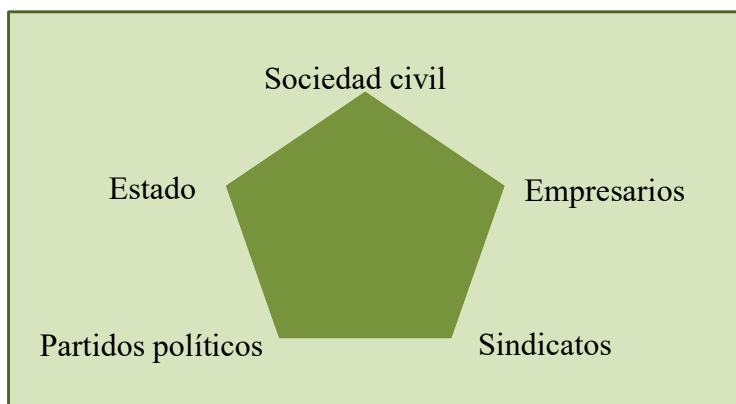 Sociedad civil
Estado
Empresarios
Partidos políticos
Sindicatos